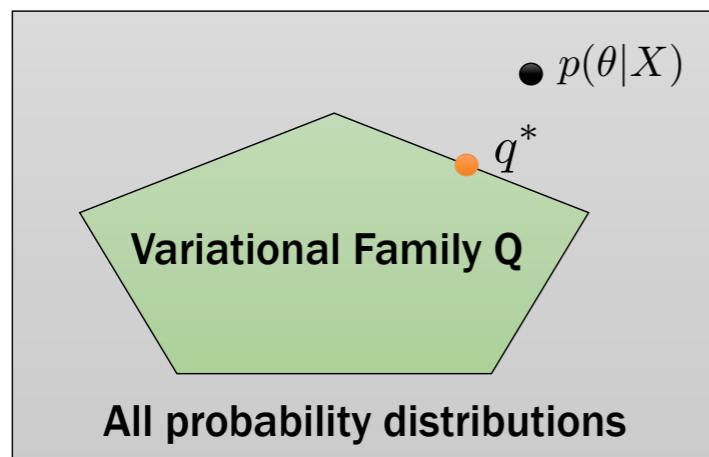 p(θ|X)
q*
Variational Family Q
All probability distributions